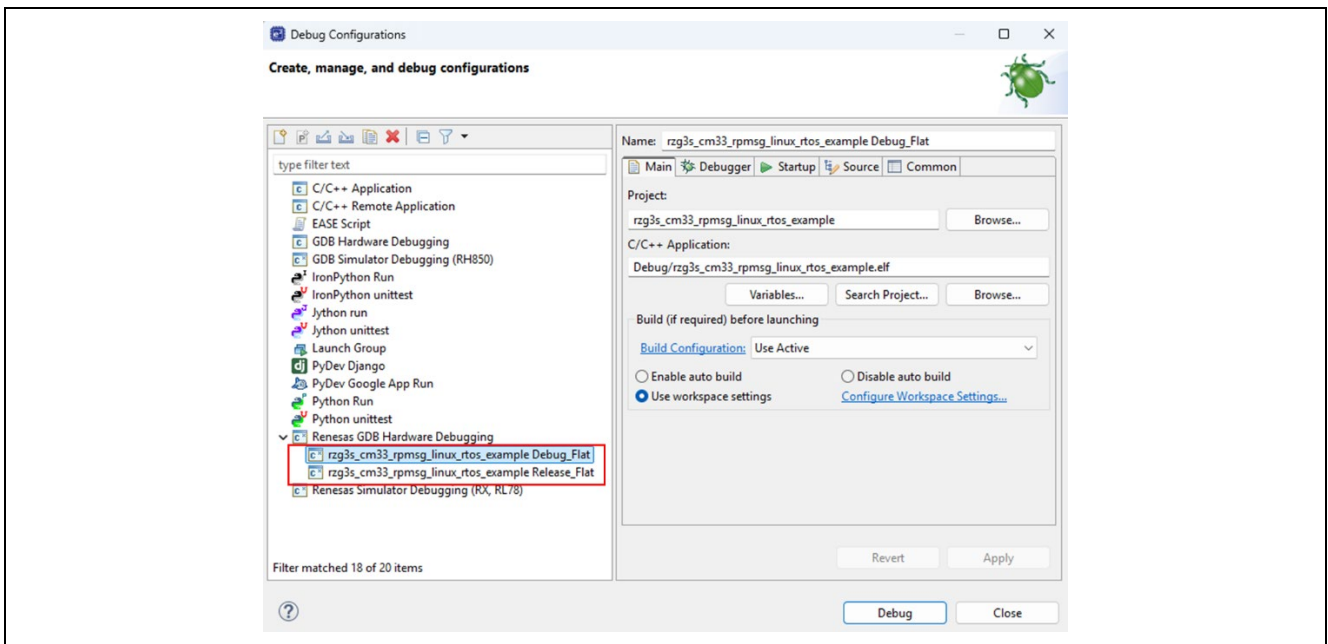 Debug Configurations
Create, manage, and debug configurations
type filter text
C/C++ Application
C/C++ Remote Application
EASE Script
GDB Hardware Debugging
GDB Simulator Debugging (RH850)
IronPython Run
IronPython unittest
Jython run
Jython unittest
Launch Group
PyDev Django
PyDev Google App Run
Python Run
Python unittest
Renesas GDB Hardware Debugging
rzg3s_cm33_rpmsg_linux_rtos_example Debug_Flat
rzg3s_cm33_rpmsg_linux_rtos_example Release_Flat
Renesas Simulator Debugging (RX, RL78)
Filter matched 18 of 20 items
Name: rzg3s_cm33_rpmsg_linux_rtos_example Debug_Flat
Main Debugger Startup Source Common
Project:
rzg3s_cm33_rpmsg_linux_rtos_example Browse...
C/C++ Application:
Debug/rzg3s_cm33_rpmsg_linux_rtos_example.elf
Variables... Search Project... Browse...
Build (if required) before launching
Build Configuration: Use Active
Enable auto build Disable auto build
Use workspace settings Configure Workspace Settings...
Revert Apply
Debug Close